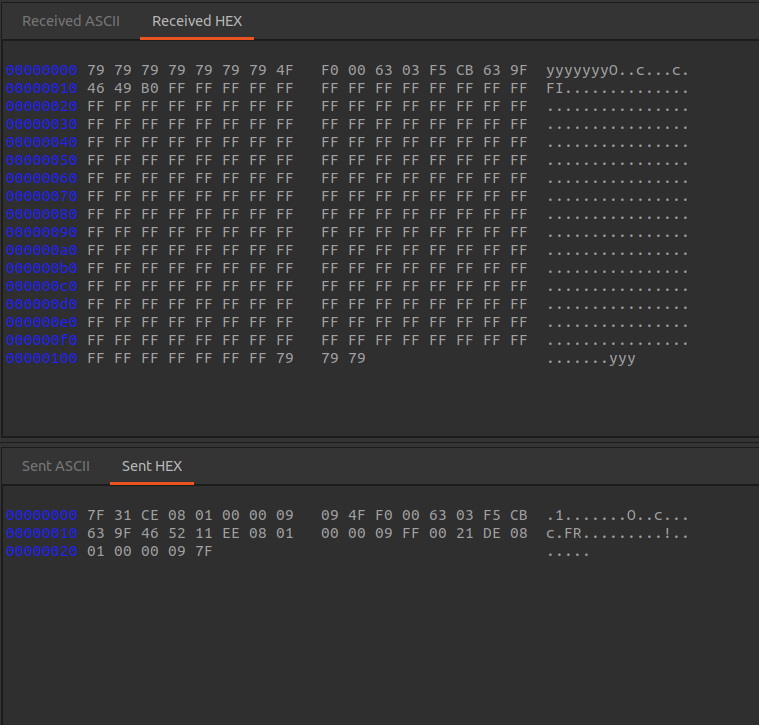 Received ASCII Received HEX
00000000 79 79 79 79 79 79 79 4F F0 00 63 03 F5 CB 63 9F yyyyyyyO..c...c.
00000010 46 49 B0 FF FF FF FF FF FF FF FF FF FF FF FF FF FI..............
00000020 FF FF FF FF FF FF FF FF FF FF FF FF FF FF FF FF ................
00000030 FF FF FF FF FF FF FF FF FF FF FF FF FF FF FF FF ................
00000040 FF FF FF FF FF FF FF FF FF FF FF FF FF FF FF FF ................
00000050 FF FF FF FF FF FF FF FF FF FF FF FF FF FF FF FF ................
00000060 FF FF FF FF FF FF FF FF FF FF FF FF FF FF FF FF ................
00000070 FF FF FF FF FF FF FF FF FF FF FF FF FF FF FF FF ................
00000080 FF FF FF FF FF FF FF FF FF FF FF FF FF FF FF FF ................
00000090 FF FF FF FF FF FF FF FF FF FF FF FF FF FF FF FF ................
000000a0 FF FF FF FF FF FF FF FF FF FF FF FF FF FF FF FF ................
000000b0 FF FF FF FF FF FF FF FF FF FF FF FF FF FF FF FF ................
000000c0 FF FF FF FF FF FF FF FF FF FF FF FF FF FF FF FF ................
000000d0 FF FF FF FF FF FF FF FF FF FF FF FF FF FF FF FF ................
000000e0 FF FF FF FF FF FF FF FF FF FF FF FF FF FF FF FF ................
000000f0 FF FF FF FF FF FF FF FF FF FF FF FF FF FF FF FF ................
00000100 FF FF FF FF FF FF FF 79 79 79 .......yyy
Sent ASCII Sent HEX
00000000 7F 31 CE 08 01 00 00 09 09 4F F0 00 63 03 F5 CB .1.......O..c...
00000010 63 9F 46 52 11 EE 08 01 00 00 09 FF 00 21 DE 08 c.FR.........!..
00000020 01 00 00 09 7F .....